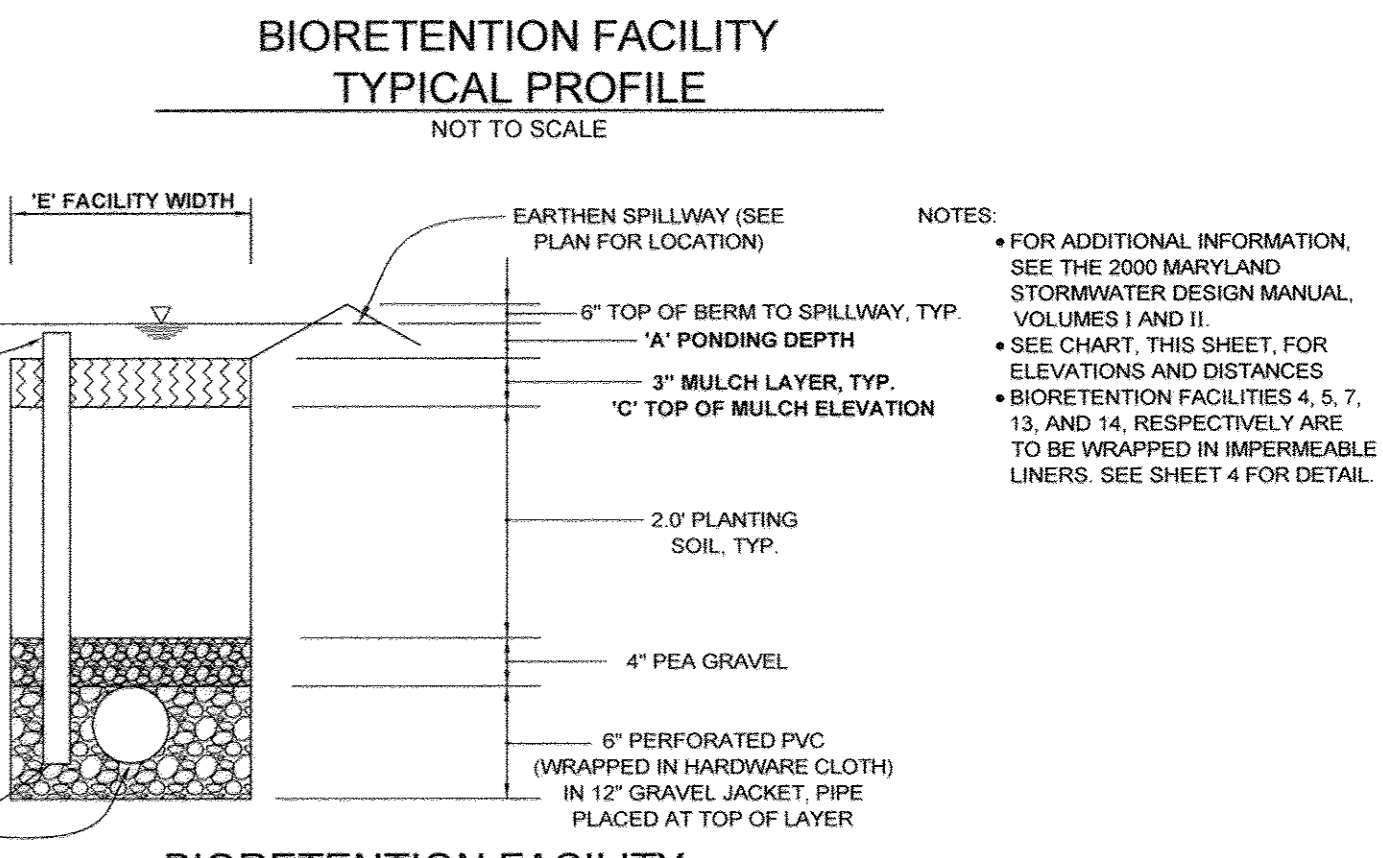 BIORETENTION FACILITY
TYPICAL PROFILE
NOT TO SCALE
'E' FACILITY WIDTH
EARTHEN SPILLWAY (SEE
PLAN FOR LOCATION)
6" TOP OF BERM TO SPILLWAY, TYP.
'A' PONDING DEPTH
3" MULCH LAYER, TYP.
'C' TOP OF MULCH ELEVATION
2.0' PLANTING
SOIL, TYP.
4" PEA GRAVEL
6" PERFORATED PVC
(WRAPPED IN HARDWARE CLOTH)
IN 12" GRAVEL JACKET, PIPE
PLACED AT TOP OF LAYER
NOTES:
• FOR ADDITIONAL INFORMATION,
SEE THE 2000 MARYLAND
STORMWATER DESIGN MANUAL,
VOLUMES I AND II.
• SEE CHART, THIS SHEET, FOR
ELEVATIONS AND DISTANCES
• BIORETENTION FACILITIES 4, 5, 7,
13, AND 14, RESPECTIVELY ARE
TO BE WRAPPED IN IMPERMEABLE
LINERS. SEE SHEET 4 FOR DETAIL.
BIORETENTION FACILITY